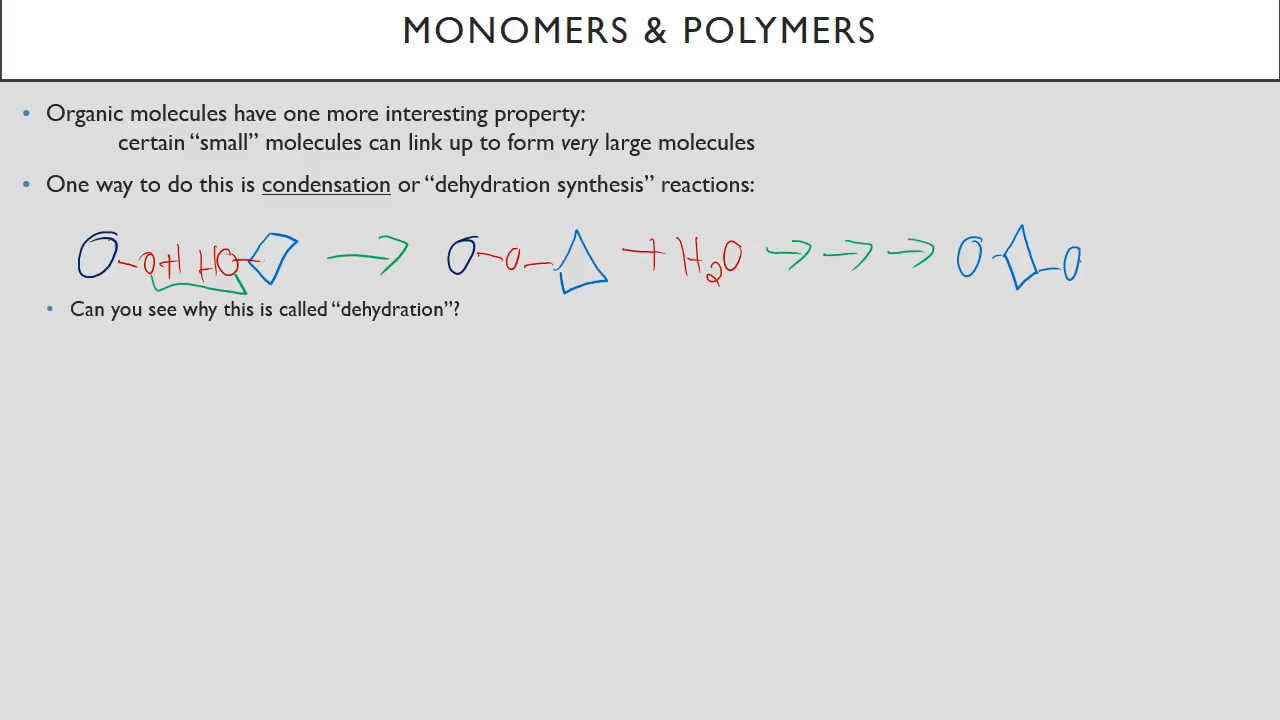 MONOMERS & POLYMERS
• Organic molecules have one more interesting property:
certain “small” molecules can link up to form very large molecules
• One way to do this is condensation or “dehydration synthesis” reactions:
O-OH HO- → O-O- + H2O → → → O- -O
• Can you see why this is called “dehydration”?